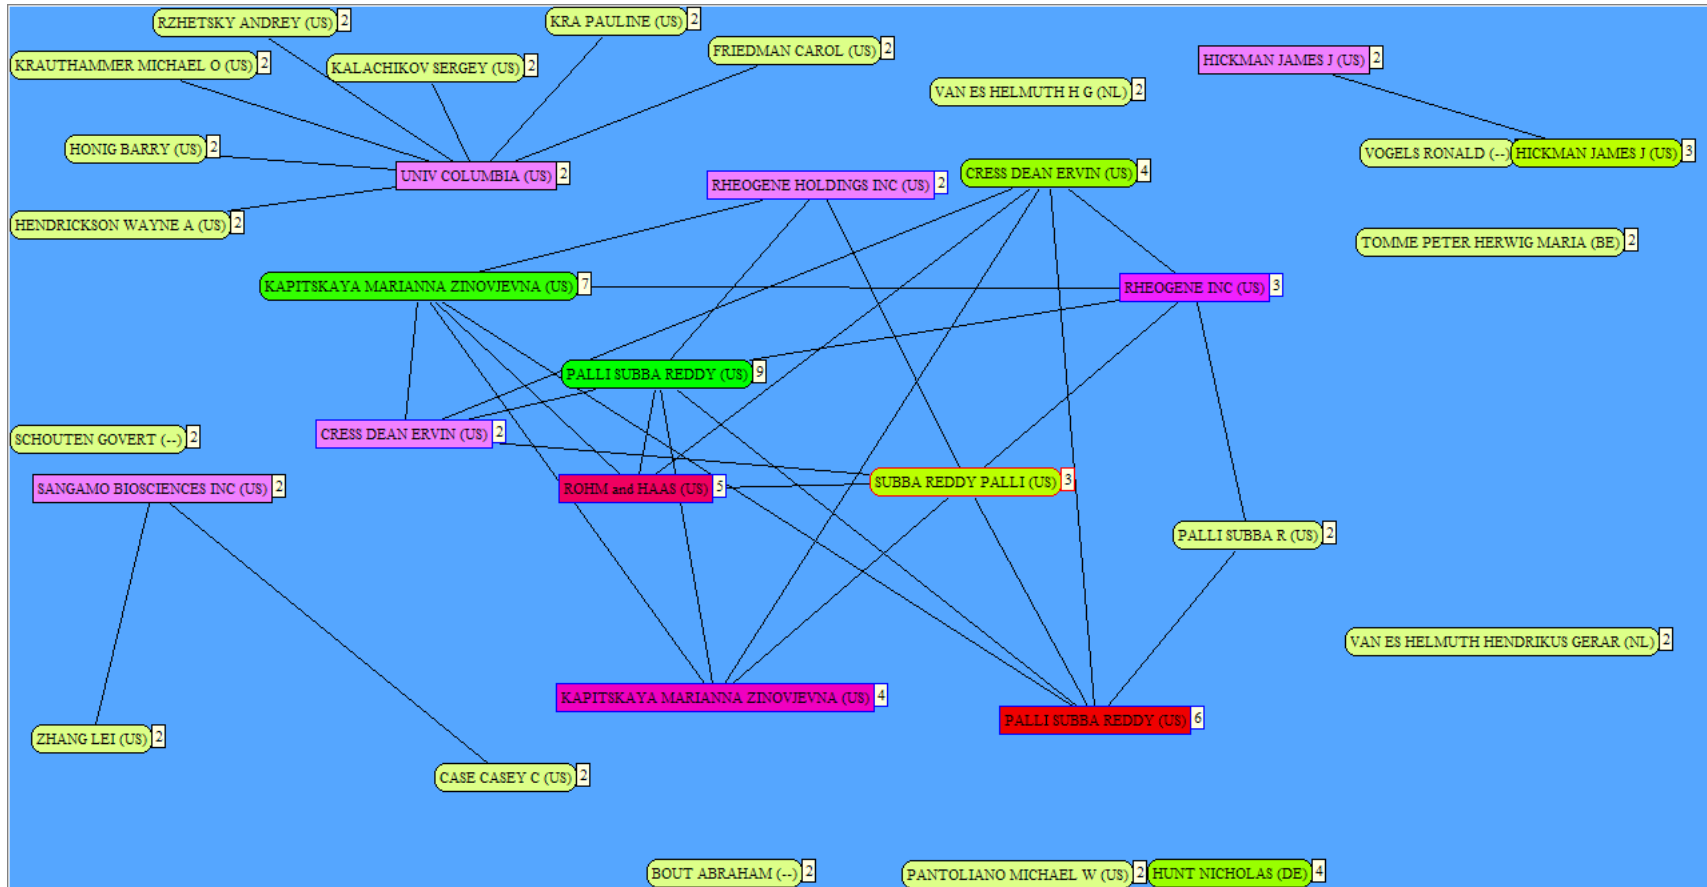 RZHETSKY ANDREY (US) 2
KRA PAULINE (US) 2
KRAUTHAMMER MICHAEL O (US) 2
KALACHIKOV SERGEY (US) 2
FRIEDMAN CAROL (US) 2
HICKMAN JAMES J (US) 2
VAN ES HELMUTH H G (NL) 2
HONIG BARRY (US) 2
VOGELS RONALD (--)
HICKMAN JAMES J (US) 3
UNIV COLUMBIA (US) 2
RHEOGENE HOLDINGS INC (US) 2
CRESS DEAN ERVIN (US) 4
HENDRICKSON WAYNE A (US) 2
TOMME PETER HERWIG MARIA (BE) 2
KAPITSKAYA MARIANNA ZINOVJEVNA (US) 7
RHEOGENE INC (US) 3
PALLI SUBBA REDDY (US) 9
SCHOUTEN GOVERT (--) 2
CRESS DEAN ERVIN (US) 2
SANGAMO BIOSCIENCES INC (US) 2
ROHM and HAAS (US) 5
SUBBA REDDY PALLI (US) 3
PALLI SUBBA R (US) 2
VAN ES HELMUTH HENDRIKUS GERAR (NL) 2
KAPITSKAYA MARIANNA ZINOVJEVNA (US) 4
PALLI SUBBA REDDY (US) 6
ZHANG LEI (US) 2
CASE CASEY C (US) 2
BOUT ABRAHAM (--) 2
PANTOLIANO MICHAEL W (US) 2
HUNT NICHOLAS (DE) 4